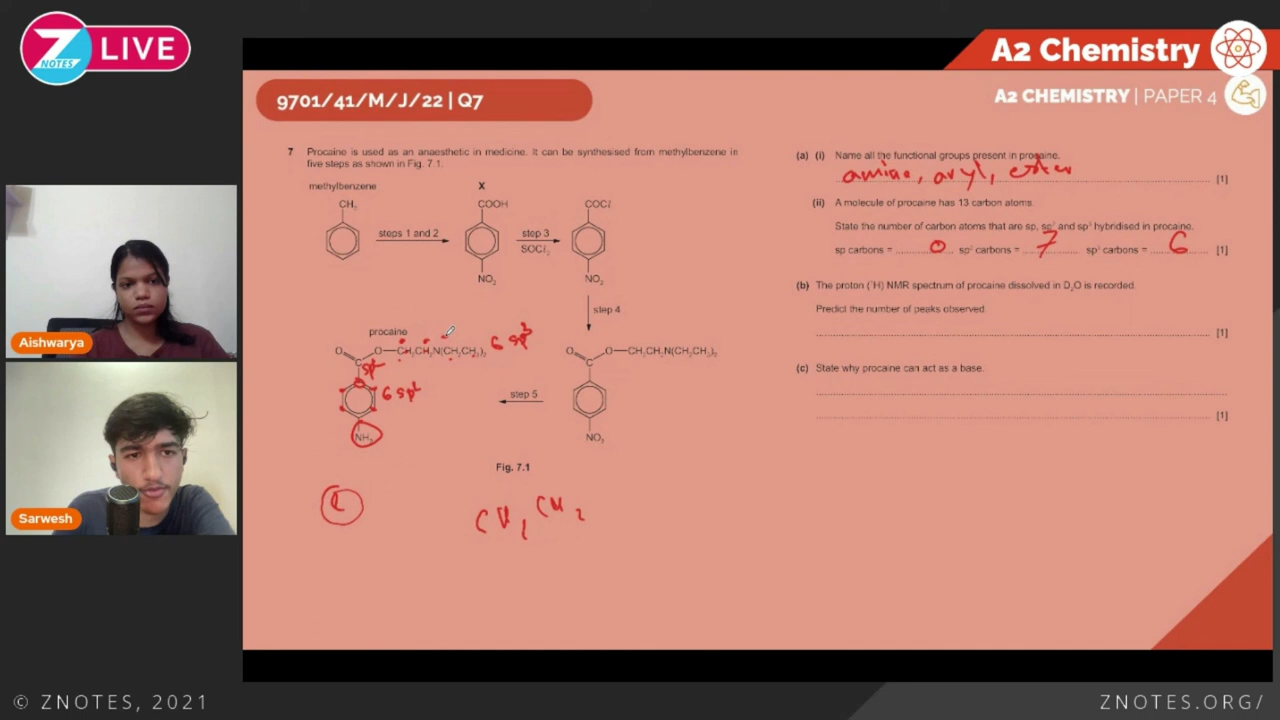 Z NOTES LIVE
A2 Chemistry
A2 CHEMISTRY | PAPER 4
9701/41/M/J/22 | Q7
7 Procaine is used as an anaesthetic in medicine. It can be synthesised from methylbenzene in
five steps as shown in Fig. 7.1.
methylbenzene
X
CH₃
COOH
COCl
steps 1 and 2
step 3
SOCl₂
NO₂
NO₂
step 4
procaine
O
O—CH₂CH₂N(CH₂CH₃)₂
6 sp³
C
sp²
6 sp²
NH₂
step 5
O
O—CH₂CH₂N(CH₂CH₃)₂
C
NO₂
Fig. 7.1
CH₂ CH₂
(a) (i) Name all the functional groups present in procaine.
amine, aryl, ester
[1]
(ii) A molecule of procaine has 13 carbon atoms.
State the number of carbon atoms that are sp, sp² and sp³ hybridised in procaine.
sp carbons = 0 sp² carbons = 7 sp³ carbons = 6 [1]
(b) The proton (¹H) NMR spectrum of procaine dissolved in D₂O is recorded.
Predict the number of peaks observed.
[1]
(c) State why procaine can act as a base.
[1]
Aishwarya
Sarwesh
© ZNOTES, 2021
ZNOTES.ORG/